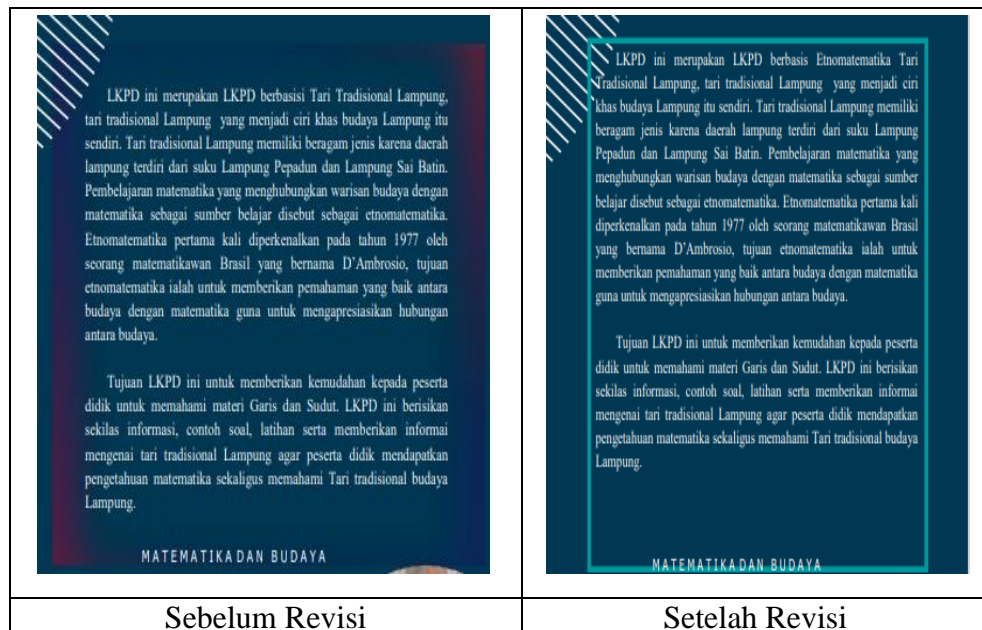 LKPD ini merupakan LKPD berbasisi Tari Tradisional Lampung,
tari tradisional Lampung yang menjadi ciri khas budaya Lampung itu
sendiri. Tari tradisional Lampung memiliki beragam jenis karena daerah
lampung terdiri dari suku Lampung Pepadun dan Lampung Sai Batin.
Pembelajaran matematika yang menghubungkan warisan budaya dengan
matematika sebagai sumber belajar disebut sebagai etnomatematika.
Etnomatematika pertama kali diperkenalkan pada tahun 1977 oleh
seorang matematikawan Brasil yang bernama D'Ambrosio, tujuan
etnomatematika ialah untuk memberikan pemahaman yang baik antara
budaya dengan matematika guna untuk mengapresiasikan hubungan
antara budaya.
Tujuan LKPD ini untuk memberikan kemudahan kepada peserta
didik untuk memahami materi Garis dan Sudut. LKPD ini berisikan
sekilas informasi, contoh soal, latihan serta memberikan informai
mengenai tari tradisional Lampung agar peserta didik mendapatkan
pengetahuan matematika sekaligus memahami Tari tradisional budaya
Lampung.
MATEMATIKA DAN BUDAYA
Sebelum Revisi
LKPD ini merupakan LKPD berbasis Etnomatematika Tari
Tradisional Lampung, tari tradisional Lampung yang menjadi ciri
khas budaya Lampung itu sendiri. Tari tradisional Lampung memiliki
beragam jenis karena daerah lampung terdiri dari suku Lampung
Pepadun dan Lampung Sai Batin. Pembelajaran matematika yang
menghubungkan warisan budaya dengan matematika sebagai sumber
belajar disebut sebagai etnomatematika. Etnomatematika pertama kali
diperkenalkan pada tahun 1977 oleh seorang matematikawan Brasil
yang bernama D'Ambrosio, tujuan etnomatematika ialah untuk
memberikan pemahaman yang baik antara budaya dengan matematika
guna untuk mengapresiasikan hubungan antara budaya.
Tujuan LKPD ini untuk memberikan kemudahan kepada peserta
didik untuk memahami materi Garis dan Sudut. LKPD ini berisikan
sekilas informasi, contoh soal, latihan serta memberikan informai
mengenai tari tradisional Lampung agar peserta didik mendapatkan
pengetahuan matematika sekaligus memahami Tari tradisional budaya
Lampung.
MATEMATIKA DAN BUDAYA
Setelah Revisi